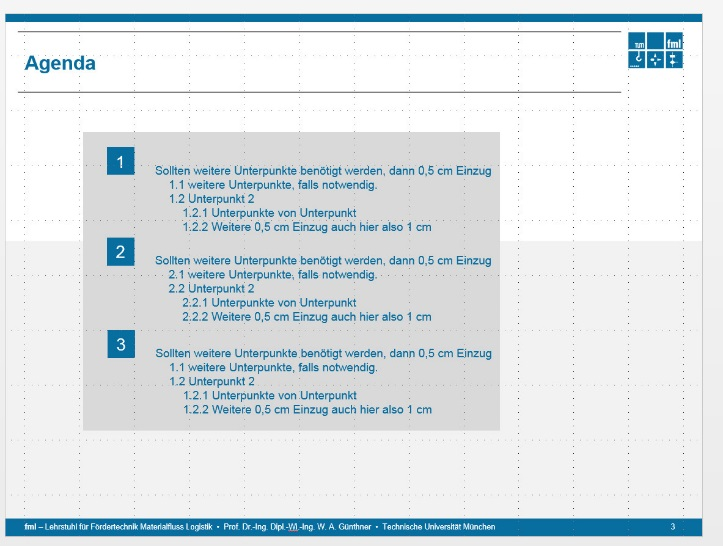 Agenda
TUM fml
1
Sollten weitere Unterpunkte benötigt werden, dann 0,5 cm Einzug
1.1 weitere Unterpunkte, falls notwendig.
1.2 Unterpunkt 2
1.2.1 Unterpunkte von Unterpunkt
1.2.2 Weitere 0,5 cm Einzug auch hier also 1 cm
2
Sollten weitere Unterpunkte benötigt werden, dann 0,5 cm Einzug
2.1 weitere Unterpunkte, falls notwendig.
2.2 Unterpunkt 2
2.2.1 Unterpunkte von Unterpunkt
2.2.2 Weitere 0,5 cm Einzug auch hier also 1 cm
3
Sollten weitere Unterpunkte benötigt werden, dann 0,5 cm Einzug
1.1 weitere Unterpunkte, falls notwendig.
1.2 Unterpunkt 2
1.2.1 Unterpunkte von Unterpunkt
1.2.2 Weitere 0,5 cm Einzug auch hier also 1 cm
fml – Lehrstuhl für Fördertechnik Materialfluss Logistik • Prof. Dr.-Ing. Dipl.-Wi.-Ing. W. A. Günthner • Technische Universität München 3